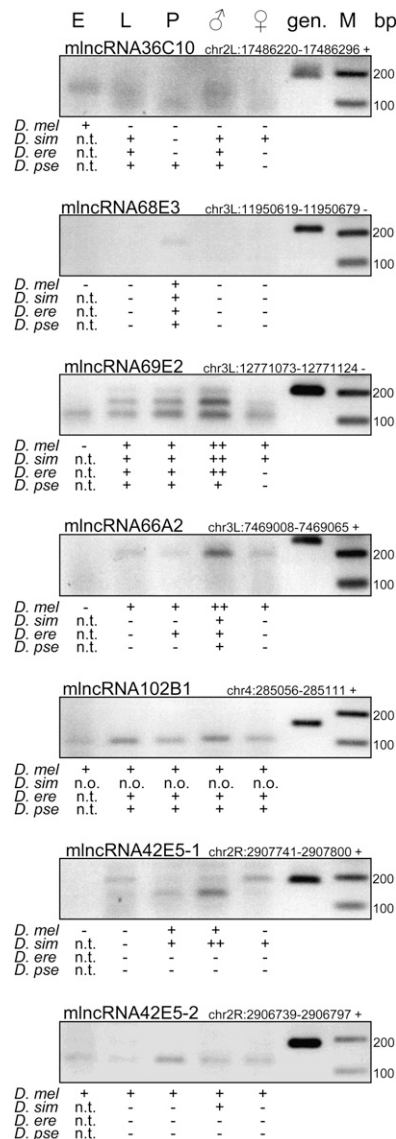 E L P ♂ ♀ gen. M bp
mlncRNA36C10 chr2L:17486220-17486296 +
200
100
D. mel + - - - -
D. sim n.t. + - + +
D. ere n.t. + - + -
D. pse n.t. + + + -
mlncRNA68E3 chr3L:11950619-11950679 -
200
100
D. mel - - + - -
D. sim n.t. - + - -
D. ere n.t. - + - -
D. pse n.t. - + - -
mlncRNA69E2 chr3L:12771073-12771124 -
200
100
D. mel - + + ++ +
D. sim n.t. + + ++ +
D. ere n.t. + + ++ -
D. pse n.t. + + + -
mlncRNA66A2 chr3L:7469008-7469065 +
200
100
D. mel - + + ++ +
D. sim n.t. - - + -
D. ere n.t. - + + -
D. pse n.t. - - + -
mlncRNA102B1 chr4:285056-285111 +
200
100
D. mel + + + + +
D. sim n.o. n.o. n.o. n.o. n.o.
D. ere n.t. + + + +
D. pse n.t. + + + +
mlncRNA42E5-1 chr2R:2907741-2907800 +
200
100
D. mel - - + + -
D. sim n.t. - + ++ +
D. ere n.t. - - - -
D. pse n.t. - - - -
mlncRNA42E5-2 chr2R:2906739-2906797 +
200
100
D. mel + + + + +
D. sim n.t. - - + -
D. ere n.t. - - - -
D. pse n.t. - - - -